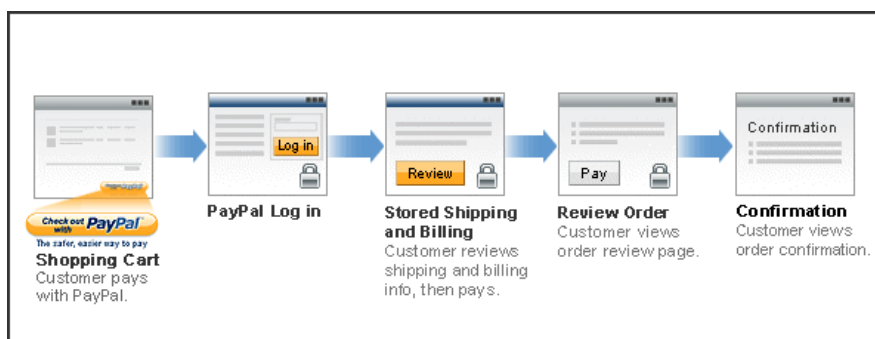 Log in
Review
Pay
Confirmation
Check out with PayPal
The safer, easier way to pay
Shopping Cart
Customer pays
with PayPal.
PayPal Log in
Stored Shipping
and Billing
Customer reviews
shipping and billing
info, then pays.
Review Order
Customer views
order review page.
Confirmation
Customer views
order confirmation.